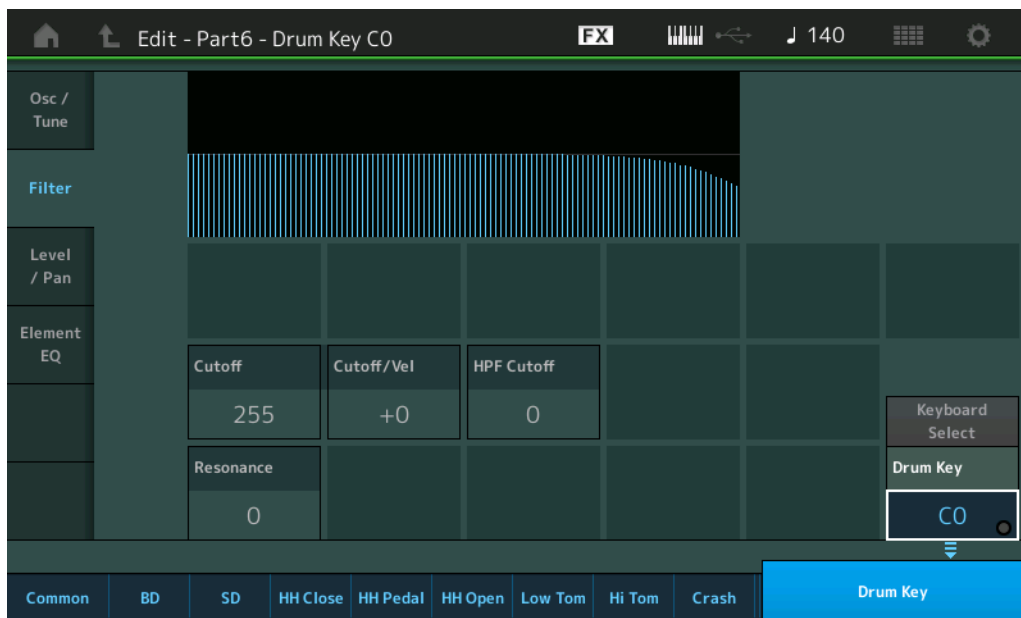 Edit - Part6 - Drum Key C0
FX
♩ 140
Osc /
Tune
Filter
Level
/ Pan
Element
EQ
Cutoff
255
Cutoff/Vel
+0
HPF Cutoff
0
Resonance
0
Keyboard
Select
Drum Key
C0
Common
BD
SD
HH Close
HH Pedal
HH Open
Low Tom
Hi Tom
Crash
Drum Key